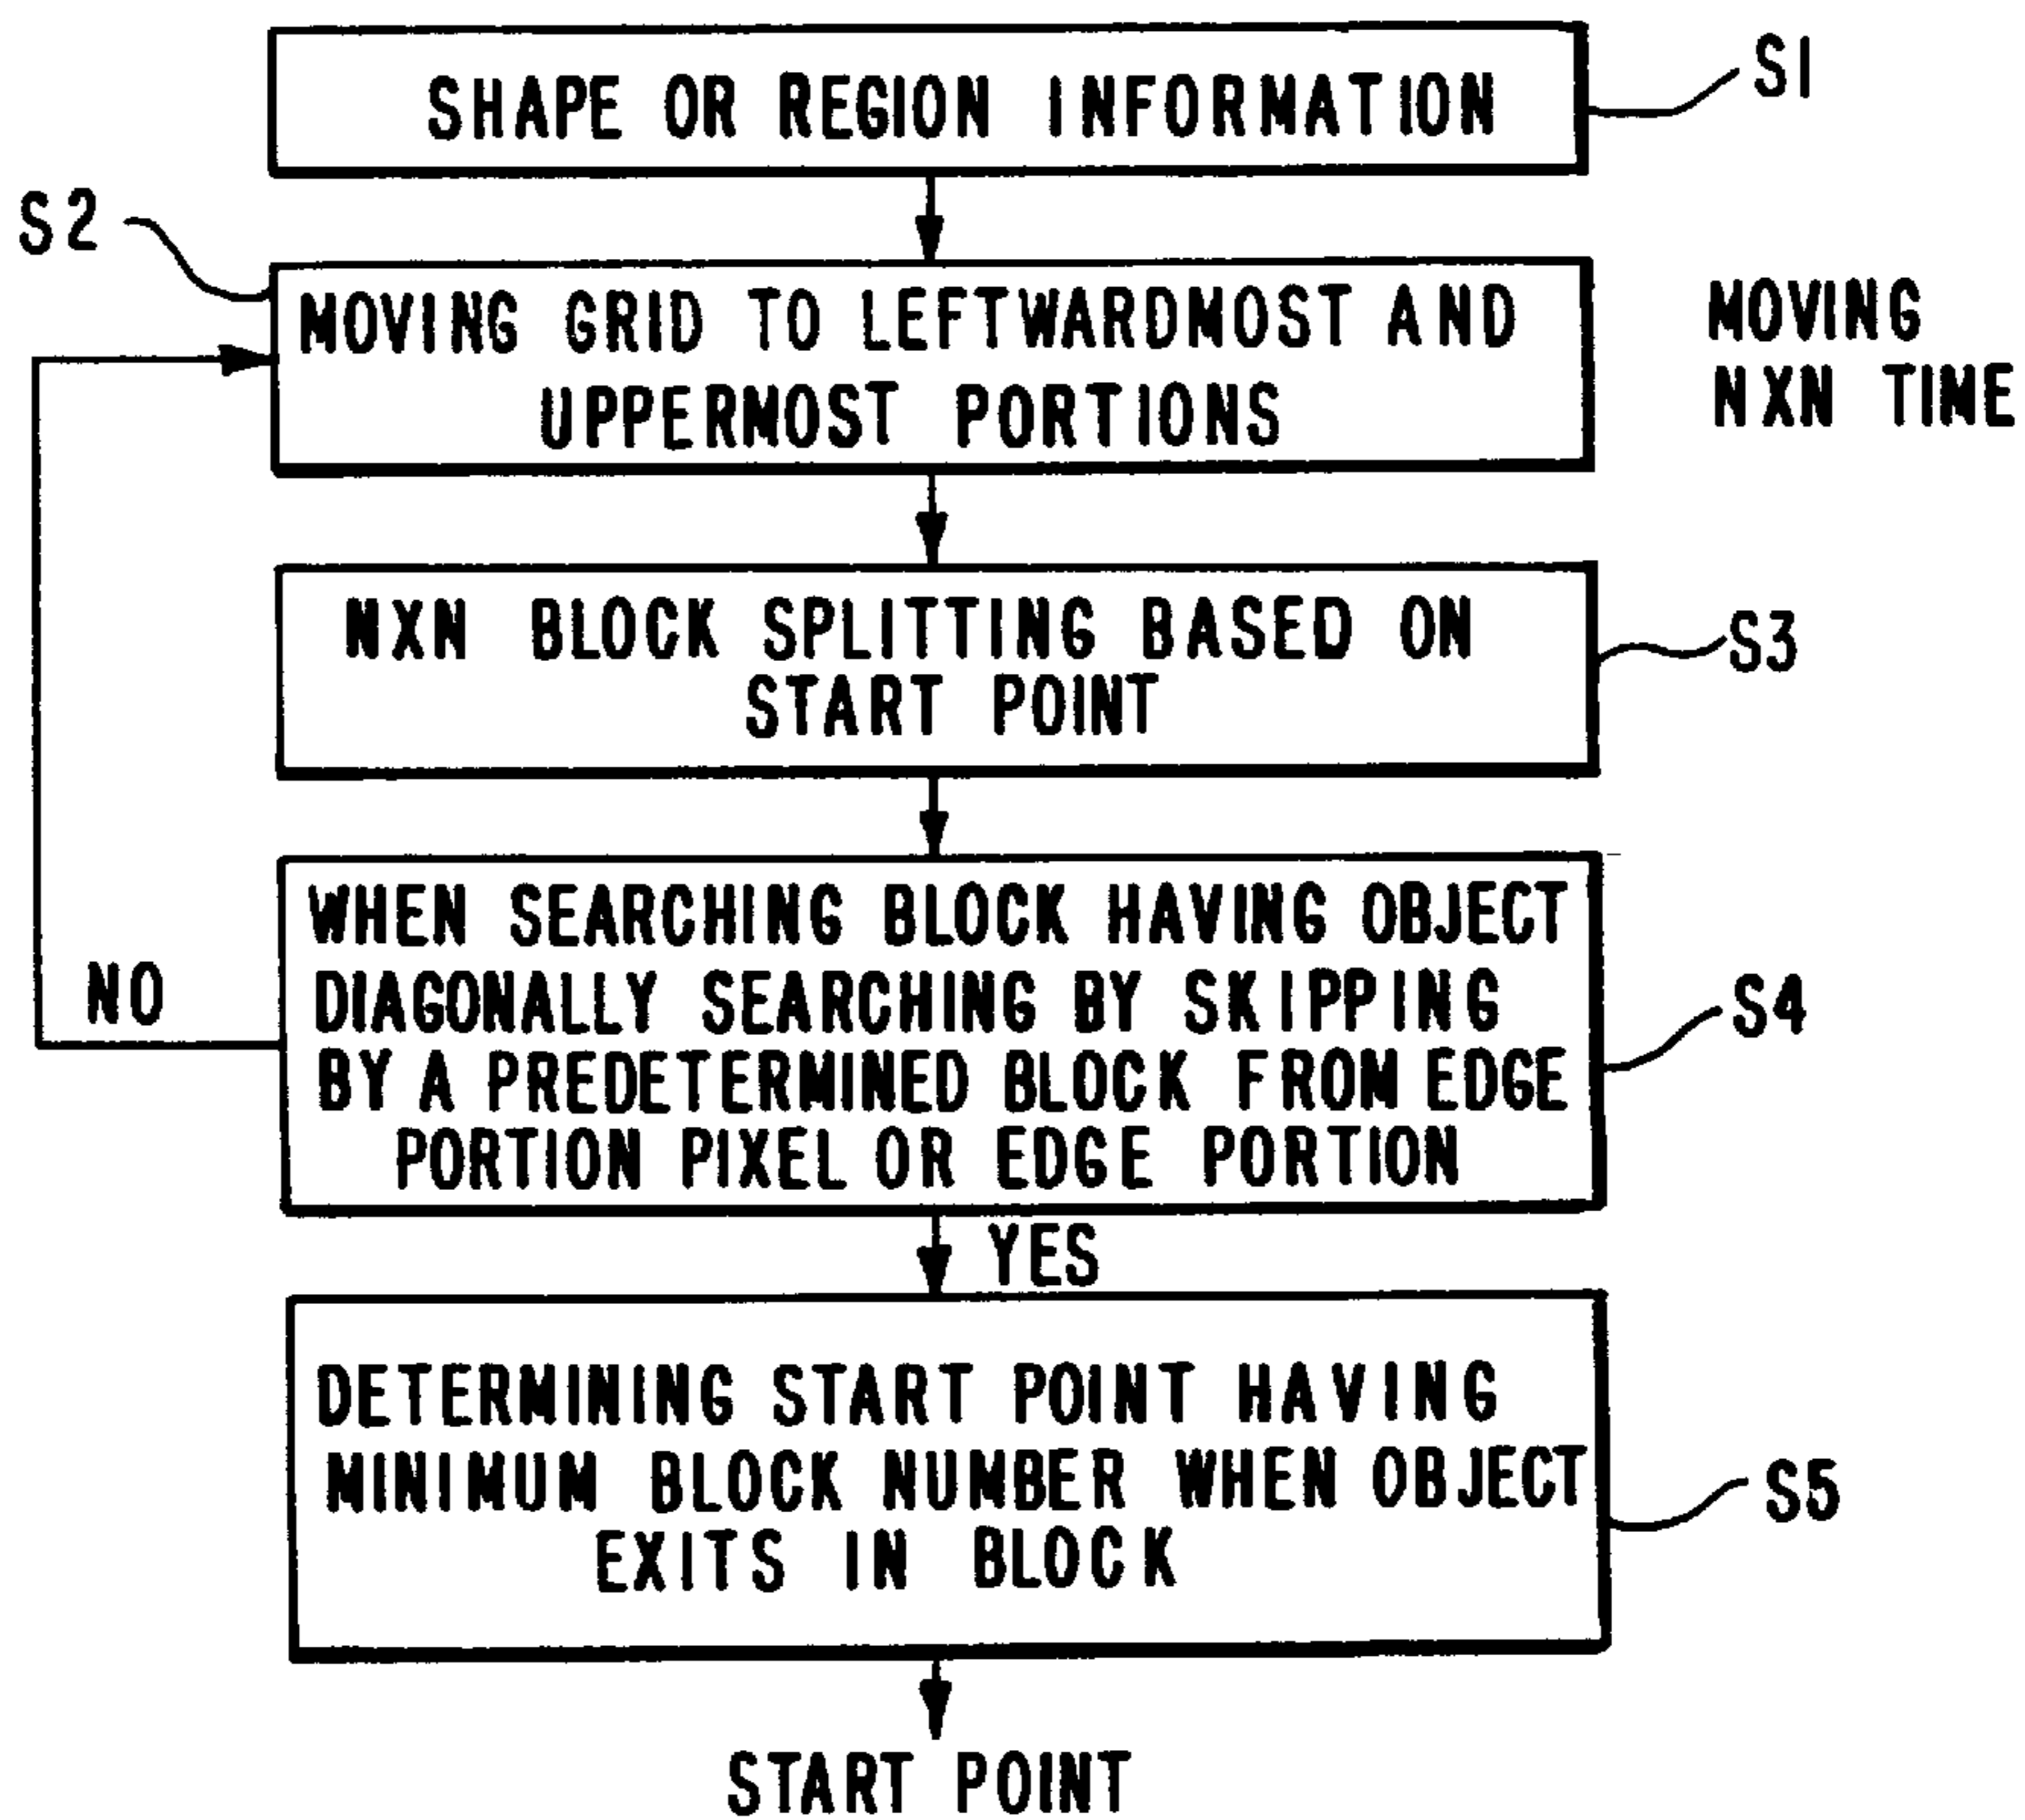 SHAPE OR REGION INFORMATION
S1
S2
MOVING GRID TO LEFTWARDMOST AND
UPPERMOST PORTIONS
MOVING
NXN TIME
NXN BLOCK SPLITTING BASED ON
START POINT
S3
WHEN SEARCHING BLOCK HAVING OBJECT
DIAGONALLY SEARCHING BY SKIPPING
BY A PREDETERMINED BLOCK FROM EDGE
PORTION PIXEL OR EDGE PORTION
NO
S4
YES
DETERMINING START POINT HAVING
MINIMUM BLOCK NUMBER WHEN OBJECT
EXITS IN BLOCK
S5
START POINT